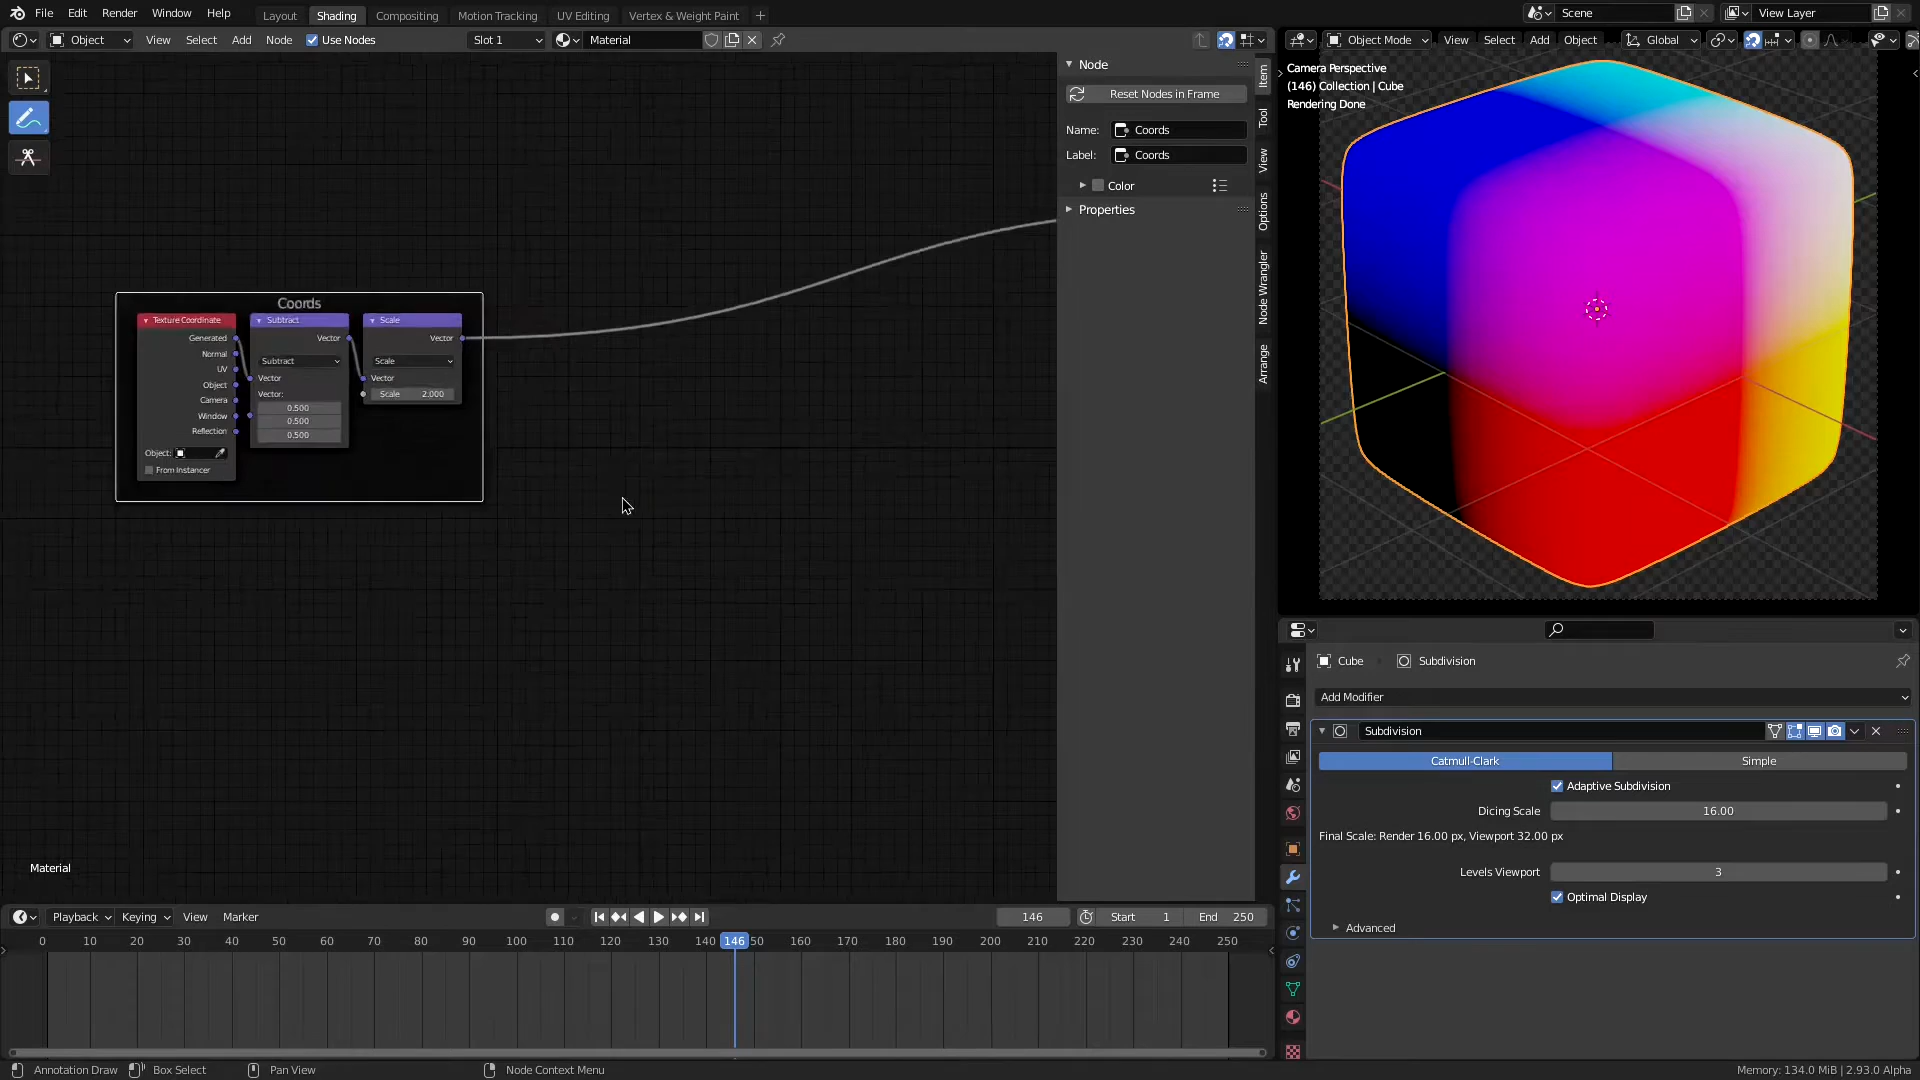 File Edit Render Window Help Layout Shading Compositing Motion Tracking UV Editing Vertex & Weight Paint + Scene View Layer
Object View Select Add Node Use Nodes Slot 1 Material
Object Mode View Select Add Object Global
Camera Perspective
(146) Collection | Cube
Rendering Done
Node
Reset Nodes in Frame
Name: Coords
Label: Coords
Color
Properties
Item
Tool
View
Options
Node Wrangler
Arrange
Coords
Texture Coordinate
Generated
Normal
UV
Object
Camera
Window
Reflection
Object:
From Instancer
Subtract
Vector
Subtract
Vector
Vector:
0.500
0.500
0.500
Scale
Vector
Scale
Vector
Scale 2.000
Material
Cube Subdivision
Add Modifier
Subdivision
Catmull-Clark Simple
Adaptive Subdivision
Dicing Scale 16.00
Final Scale: Render 16.00 px, Viewport 32.00 px
Levels Viewport 3
Optimal Display
Advanced
Playback Keying View Marker 146 Start 1 End 250
0 10 20 30 40 50 60 70 80 90 100 110 120 130 140 146 50 160 170 180 190 200 210 220 230 240 250
Annotation Draw Box Select Pan View Node Context Menu Memory: 134.0 MiB | 2.93.0 Alpha